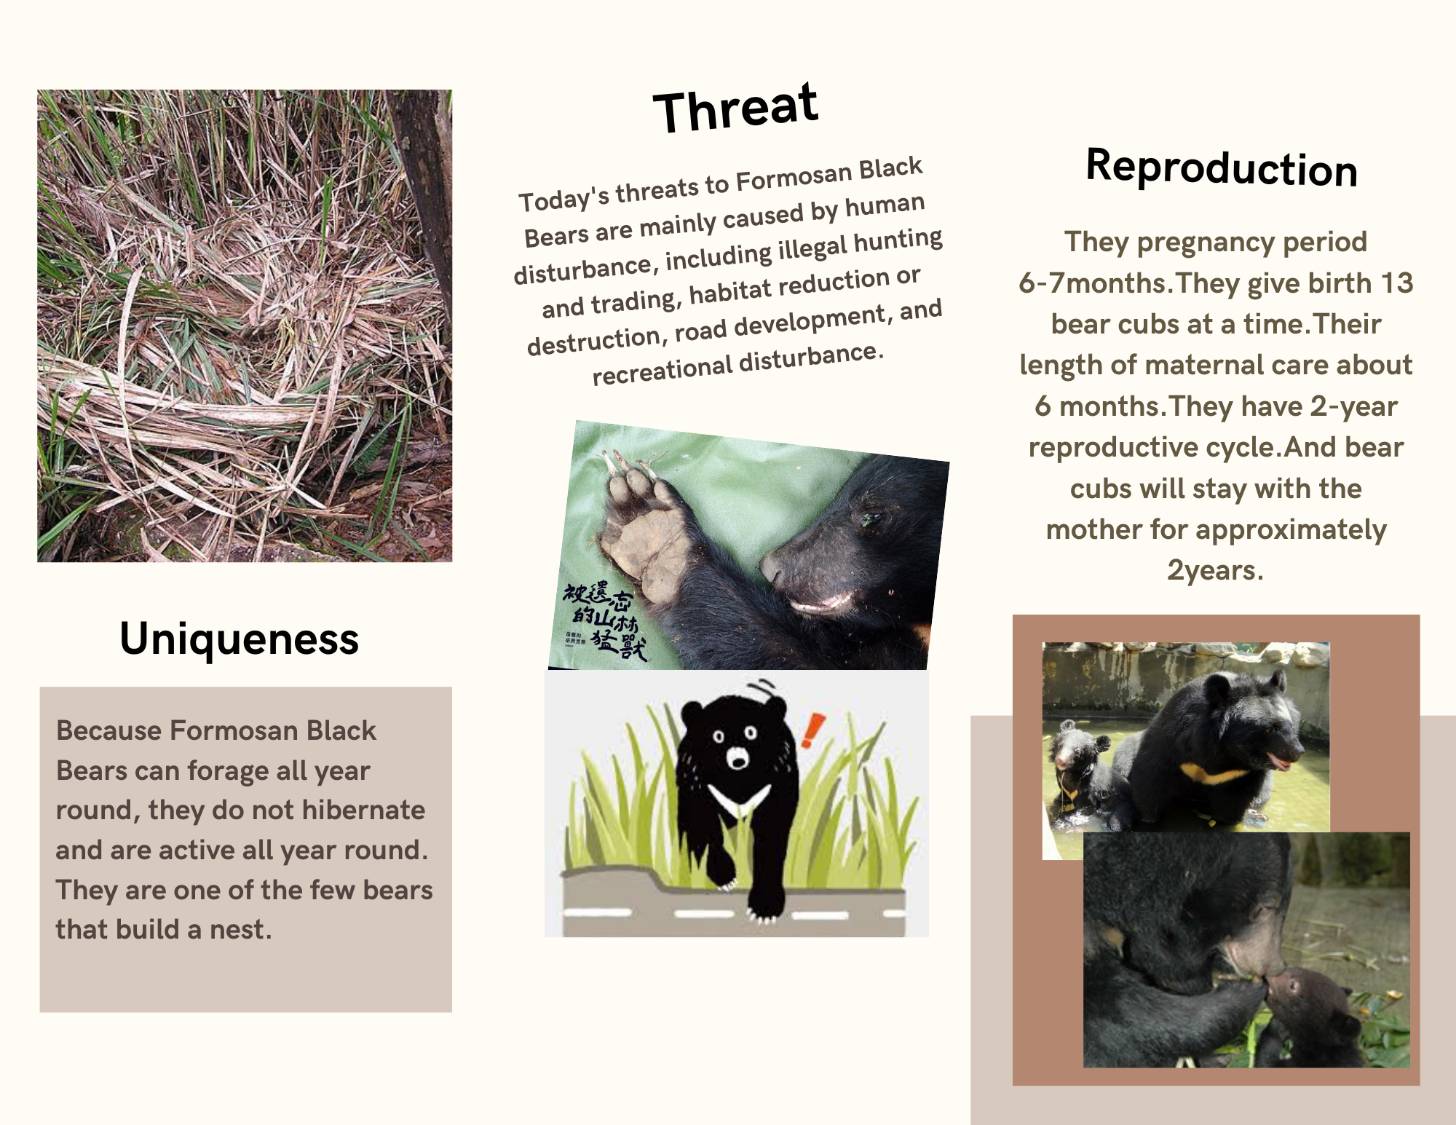 Uniqueness
Because Formosan Black
Bears can forage all year
round, they do not hibernate
and are active all year round.
They are one of the few bears
that build a nest.
Threat
Today's threats to Formosan Black
Bears are mainly caused by human
disturbance, including illegal hunting
and trading, habitat reduction or
destruction, road development, and
recreational disturbance.
被遺忘
的山林
猛獸
Reproduction
They pregnancy period
6-7months.They give birth 13
bear cubs at a time.Their
length of maternal care about
6 months.They have 2-year
reproductive cycle.And bear
cubs will stay with the
mother for approximately
2years.